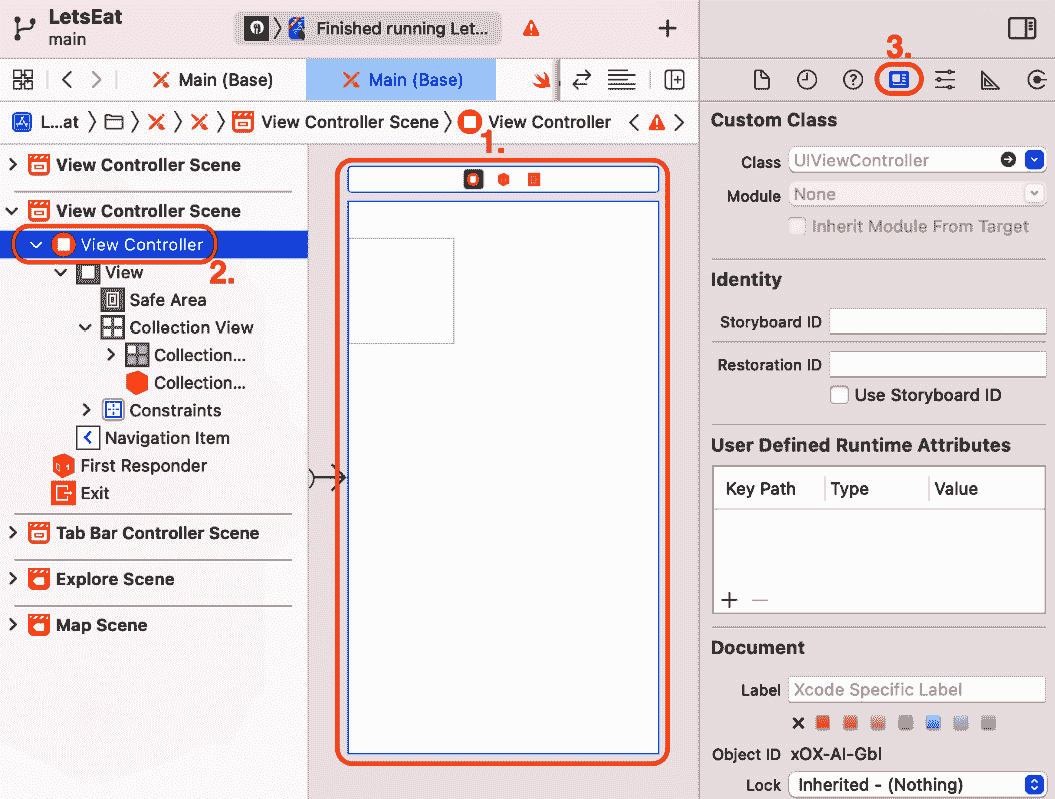 LetsEat
main
Finished running Let...
3.
Main (Base)
Main (Base)
L...at
View Controller Scene
View Controller
1.
View Controller Scene
View Controller Scene
View Controller
2.
View
Safe Area
Collection View
Collection...
Collection...
Constraints
Navigation Item
First Responder
Exit
Tab Bar Controller Scene
Explore Scene
Map Scene
Custom Class
Class UIViewController
Module None
Inherit Module From Target
Identity
Storyboard ID
Restoration ID
Use Storyboard ID
User Defined Runtime Attributes
Key Path Type Value
Document
Label Xcode Specific Label
Object ID xOX-AI-Gbl
Lock Inherited - (Nothing)